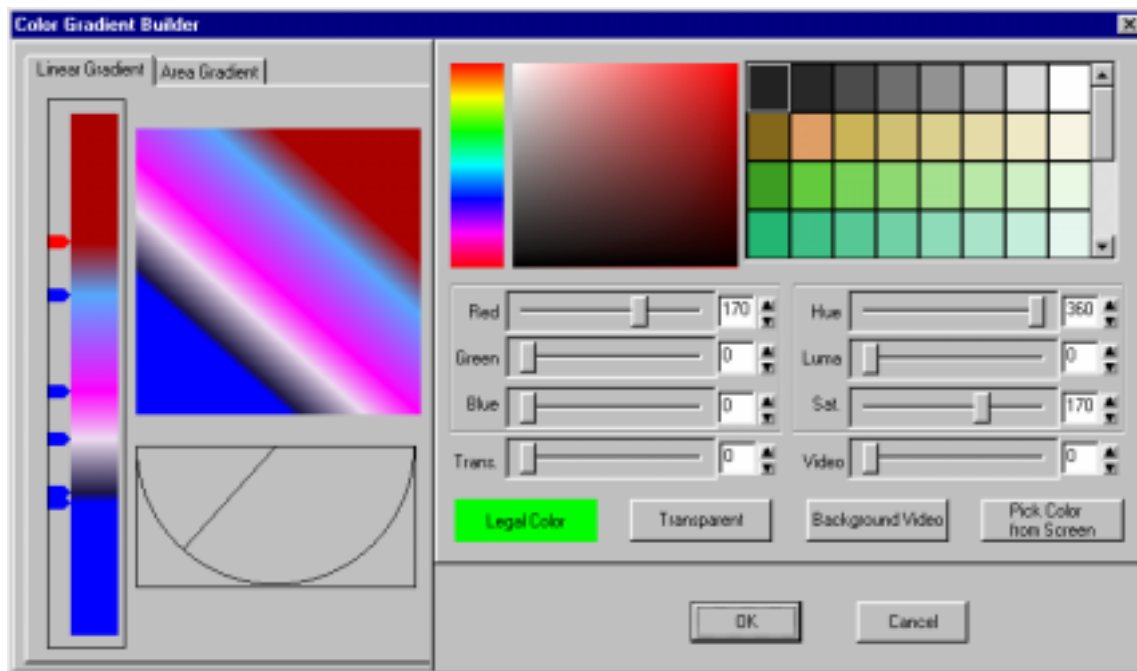 Color Gradient Builder
Linear Gradient
Area Gradient
Red
170
Hue
360
Green
0
Luma
0
Blue
0
Sat.
170
Trans.
0
Video
0
Legal Color
Transparent
Background Video
Pick Color
from Screen
OK
Cancel